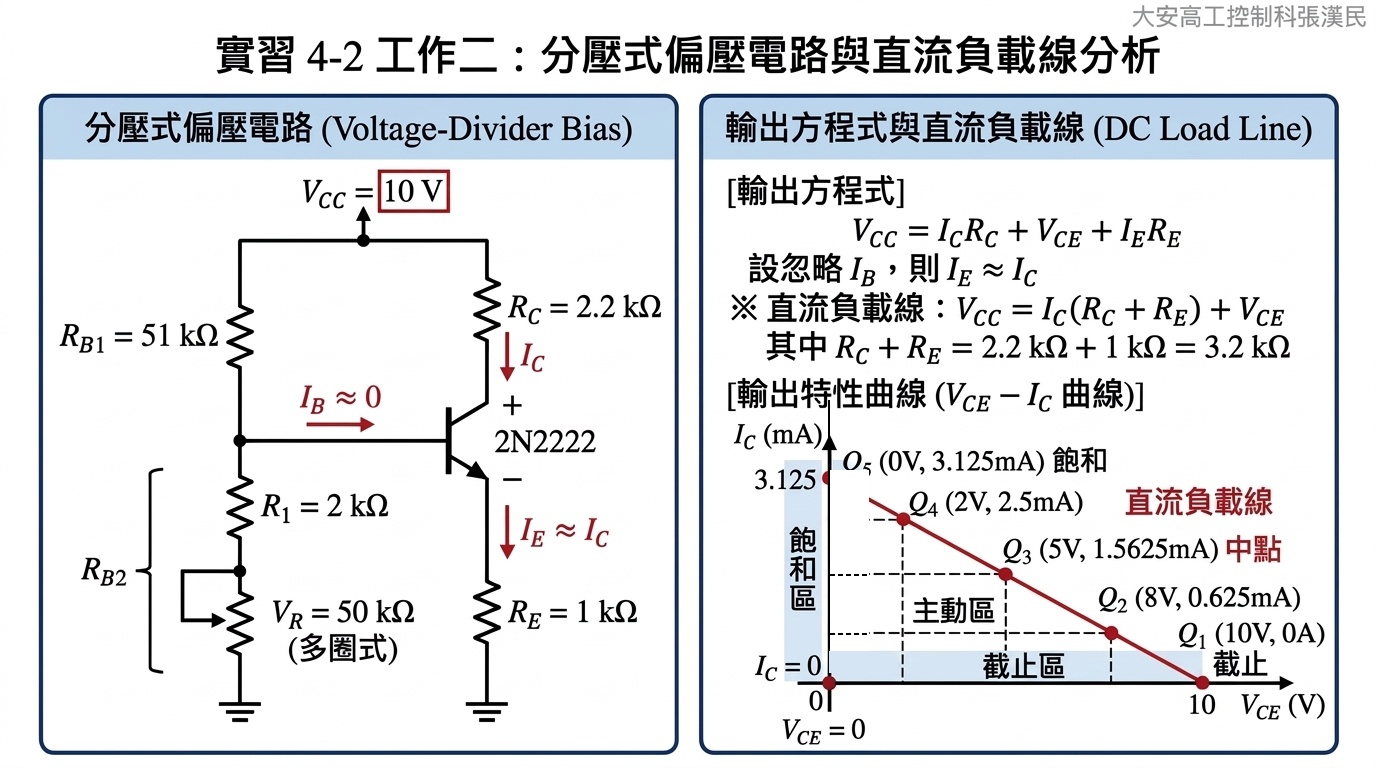 大安高工控制科張漢民
實習 4-2 工作二：分壓式偏壓電路與直流負載線分析
分壓式偏壓電路 (Voltage-Divider Bias)
V_CC = 10 V
R_B1 = 51 kΩ
R_C = 2.2 kΩ
I_C
I_B ≈ 0
+
2N2222
−
R_1 = 2 kΩ
I_E ≈ I_C
R_B2
V_R = 50 kΩ
(多圈式)
R_E = 1 kΩ
輸出方程式與直流負載線 (DC Load Line)
[輸出方程式]
V_CC = I_C R_C + V_CE + I_E R_E
設忽略 I_B，則 I_E ≈ I_C
※ 直流負載線：V_CC = I_C(R_C + R_E) + V_CE
其中 R_C + R_E = 2.2 kΩ + 1 kΩ = 3.2 kΩ
[輸出特性曲線 (V_CE − I_C 曲線)]
I_C (mA)
3.125
Q_5 (0V, 3.125mA) 飽和
Q_4 (2V, 2.5mA)
直流負載線
Q_3 (5V, 1.5625mA) 中點
飽和區
主動區
Q_2 (8V, 0.625mA)
Q_1 (10V, 0A)
截止
截止區
I_C = 0
0
10
V_CE (V)
V_CE = 0